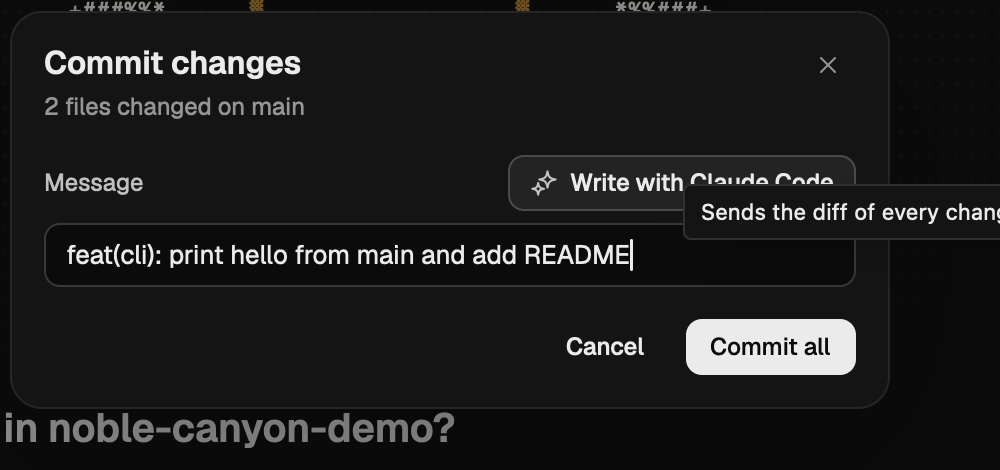 +###%%* *%%###+
Commit changes
2 files changed on main
Message
Write with Claude Code
Sends the diff of every
feat(cli): print hello from main and add README
Cancel
Commit all
in noble-canyon-demo?